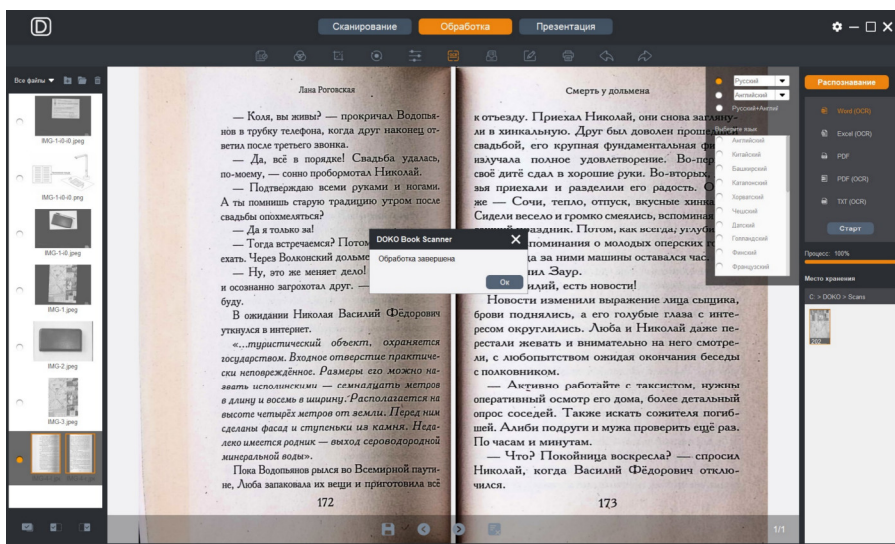 Сканирование
Обработка
Презентация
Все файлы
IMG-1-i0-i0.jpeg
IMG-1-i0-i0.png
IMG-1-i0.jpeg
IMG-1.jpeg
IMG-2.jpeg
IMG-3.jpeg
Лана Роговская
— Коля, вы живы? — прокричал Водопья-
нов в трубку телефона, когда друг наконец от-
ветил после третьего звонка.
— Да, всё в порядке! Свадьба удалась,
по-моему, — сонно пробормотал Николай.
— Подтверждаю всеми руками и ногами.
А ты помнишь старую традицию утром после
свадьбы опохмеляться?
— Да я только за!
— Тогда встречаемся? Потом
ехать. Через Волконский дольме
— Ну, это же меняет дело!
и осознанно загрохотал друг. —
буду.
В ожидании Николая Василий Фёдорович
уткнулся в интернет.
«...туристический объект, охраняется
государством. Входное отверстие практиче-
ски неповреждённое. Размеры его можно на-
звать исполинскими — семнадцать метров
в длину и восемь в ширину. Располагается на
высоте четырёх метров от земли. Перед ним
сделаны фасад и ступеньки из камня. Неда-
леко имеется родник — выход сероводородной
минеральной воды».
Пока Водопьянов рылся во Всемирной паути-
не, Люба запаковала их вещи и приготовила всё
172
Смерть у дольмена
к отъезду. Приехал Николай, они снова загляну-
ли в хинкальную. Друг был доволен прошедшей
свадьбой, его крупная фундаментальная
излучала полное удовлетворение.
своё дитё сдал в хорошие руки. Во-вторых,
зья приехали и разделили его радость.
же — Сочи, тепло, отпуск, вкусные
Сидели весело и громко смеялись, вспоминая
праздник. Потом, как всегда,
поминания о молодых оперских
за ними машины оставался час.
Заур.
есть новости!
Новости изменили выражение лица сыщика,
брови поднялись, а его голубые глаза с инте-
ресом округлились. Люба и Николай даже пе-
рестали жевать и внимательно на него смотре-
ли, с любопытством ожидая окончания беседы
с полковником.
— Активно работайте с таксистом, нужны
оперативный осмотр его дома, более детальный
опрос соседей. Также искать сожителя погиб-
шей. Алиби подруги и мужа проверить ещё раз.
По часам и минутам.
— Что? Покойница воскресла? — спросил
Николай, когда Василий Фёдорович отклю-
чился.
173
DOKO Book Scanner
Обработка завершена
Ок
Русский
Английский
Русский+Англий
Выберите язык
Английский
Китайский
Башкирский
Каталонский
Хорватский
Чешский
Датский
Голландский
Финский
Французский
Распознавание
Word (OCR)
Excel (OCR)
PDF
PDF (OCR)
TXT (OCR)
Старт
Процесс: 100%
Место хранения
C: > DOKO > Scans
202
1/1